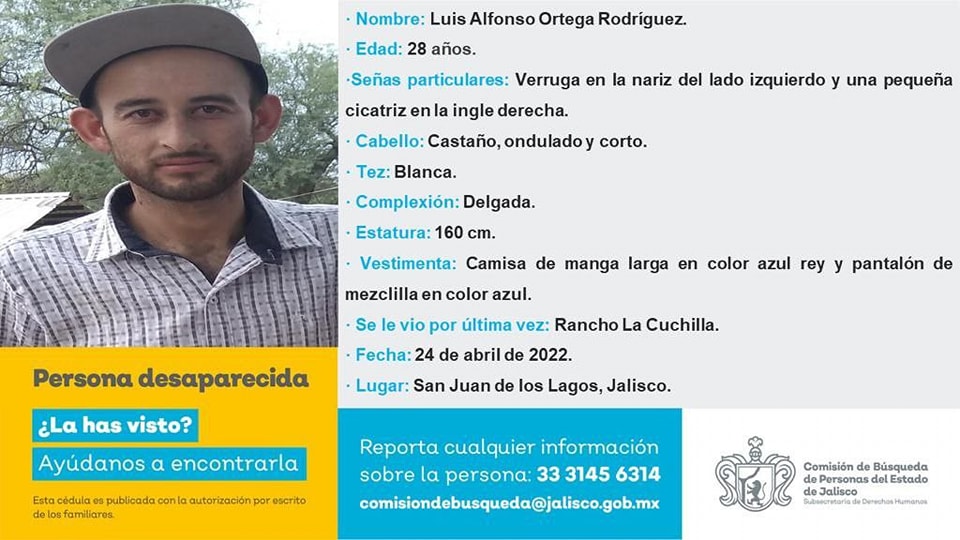 · Nombre: Luis Alfonso Ortega Rodríguez.
· Edad: 28 años.
·Señas particulares: Verruga en la nariz del lado izquierdo y una pequeña
cicatriz en la ingle derecha.
· Cabello: Castaño, ondulado y corto.
· Tez: Blanca.
· Complexión: Delgada.
· Estatura: 160 cm.
· Vestimenta: Camisa de manga larga en color azul rey y pantalón de
mezclilla en color azul.
· Se le vio por última vez: Rancho La Cuchilla.
· Fecha: 24 de abril de 2022.
· Lugar: San Juan de los Lagos, Jalisco.
Persona desaparecida
¿La has visto?
Ayúdanos a encontrarla
Esta cédula es publicada con la autorización por escrito
de los familiares.
Reporta cualquier información
sobre la persona: 33 3145 6314
comisiondebusqueda@jalisco.gob.mx
Comisión de Búsqueda
de Personas del Estado
de Jalisco
Subsecretaría de Derechos Humanos